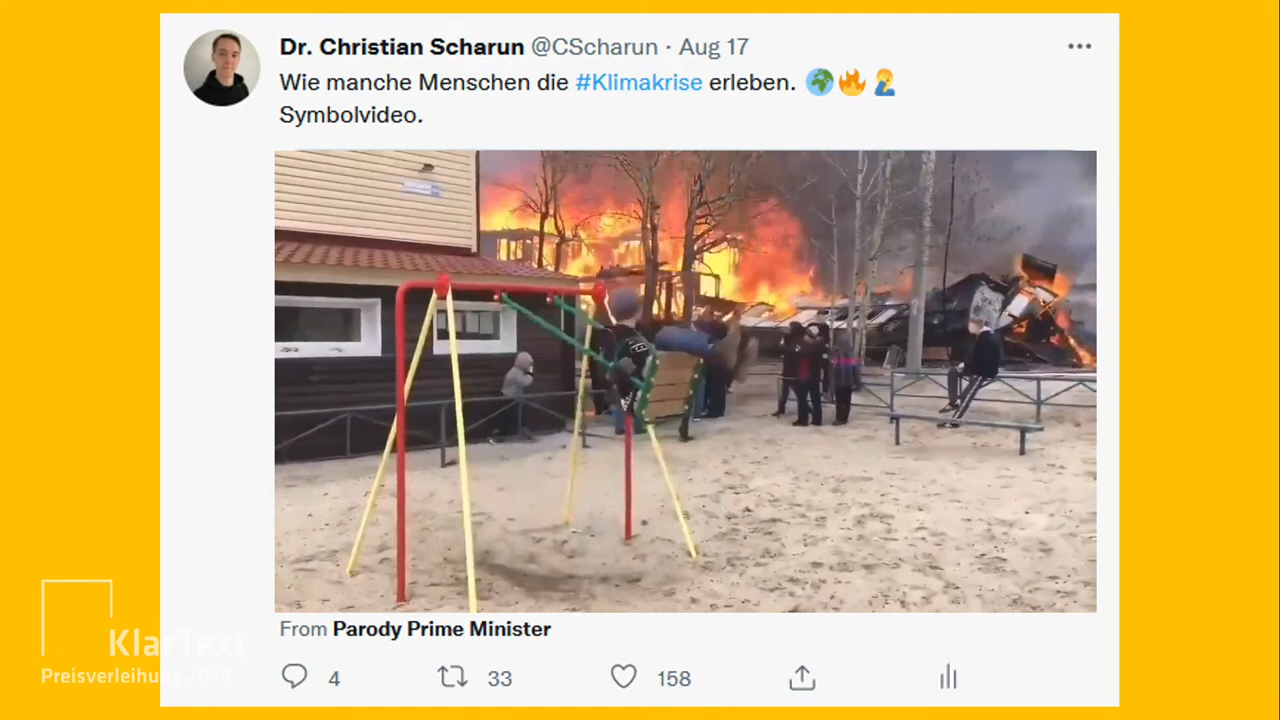 Dr. Christian Scharun @CScharun · Aug 17
Wie manche Menschen die #Klimakrise erleben. 🌍🔥🤦‍♂️
Symbolvideo.
From Parody Prime Minister
4 33 158
KlarText
Preisverleihung